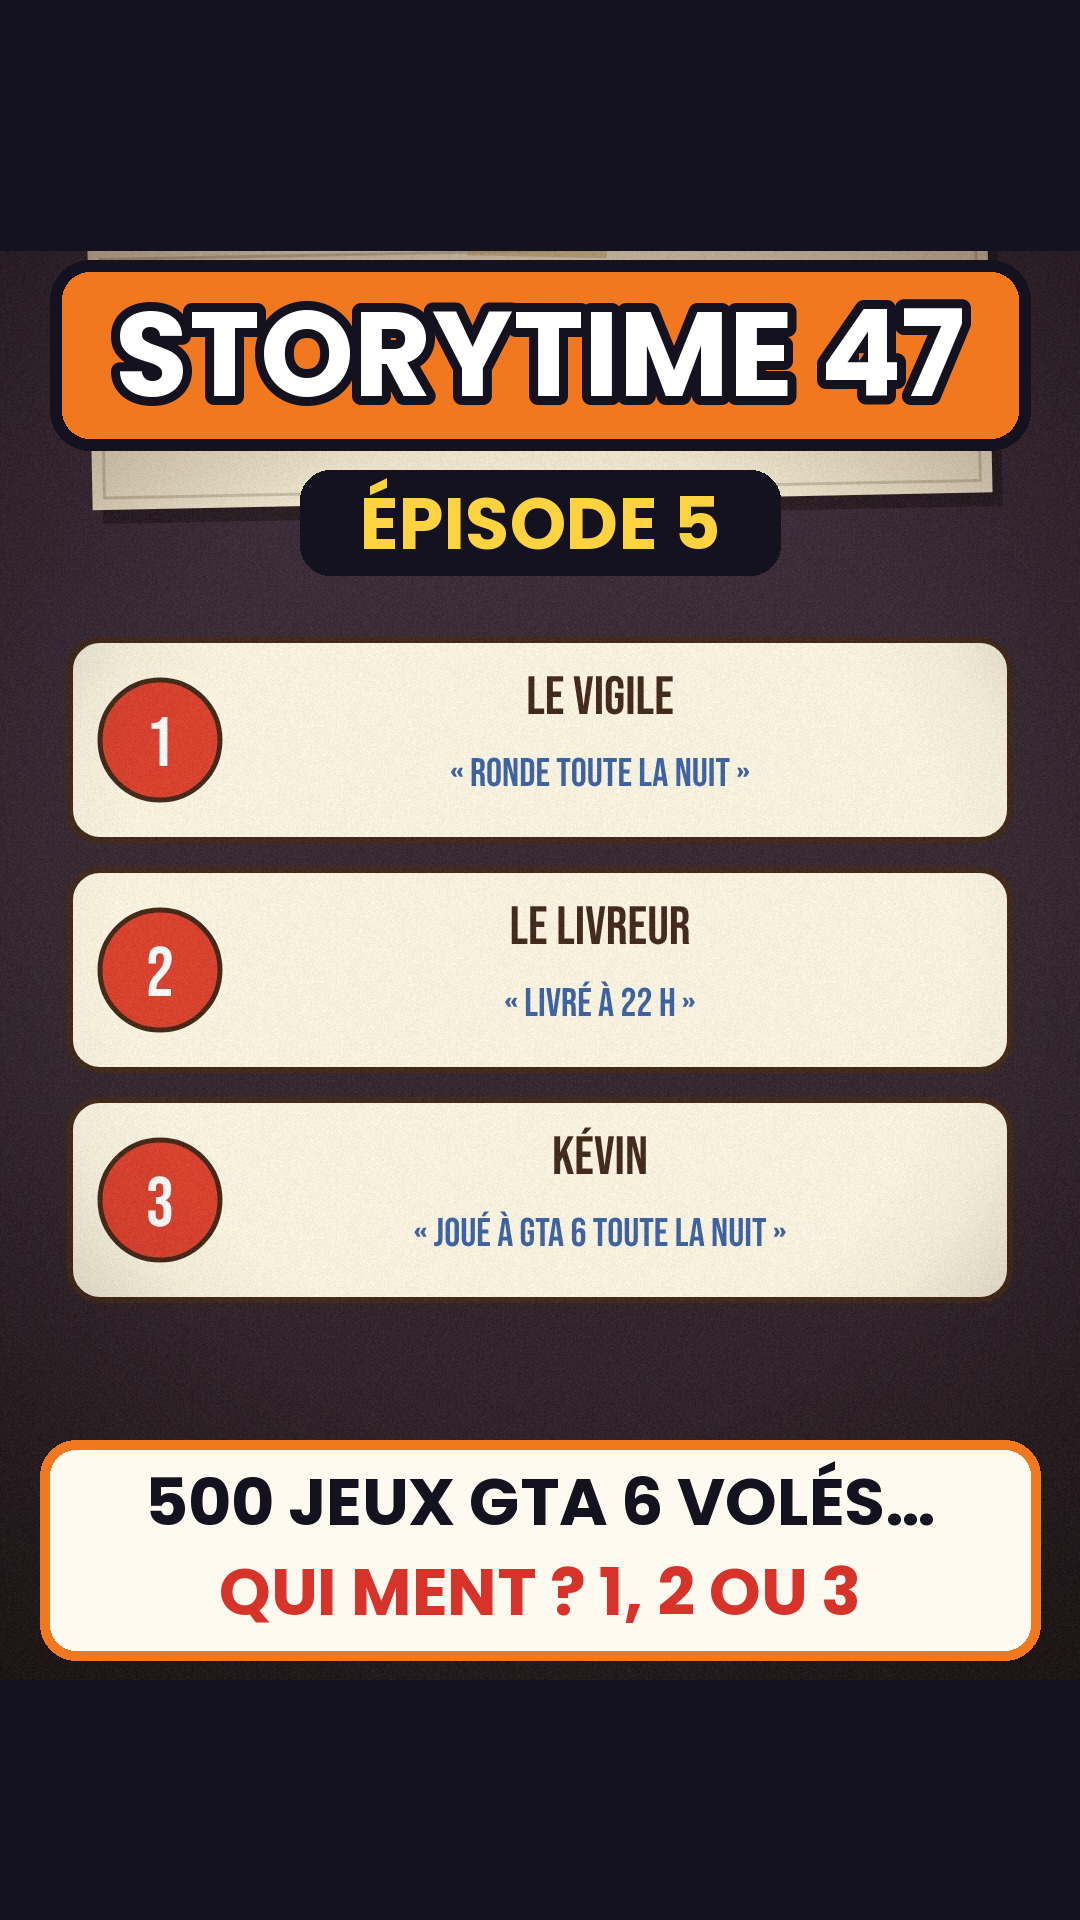 STORYTIME 47
ÉPISODE 5
1
LE VIGILE
« RONDE TOUTE LA NUIT »
2
LE LIVREUR
« LIVRÉ À 22 H »
3
KÉVIN
« JOUÉ À GTA 6 TOUTE LA NUIT »
500 JEUX GTA 6 VOLÉS...
QUI MENT ? 1, 2 OU 3